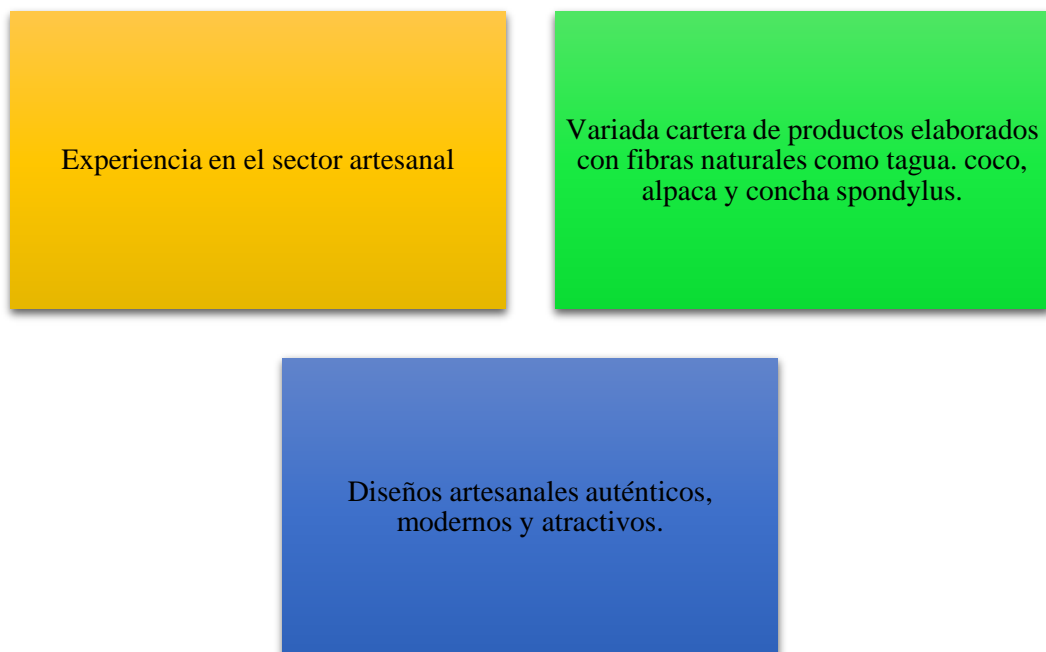 Experiencia en el sector artesanal
Variada cartera de productos elaborados
con fibras naturales como tagua. coco,
alpaca y concha spondylus.
Diseños artesanales auténticos,
modernos y atractivos.